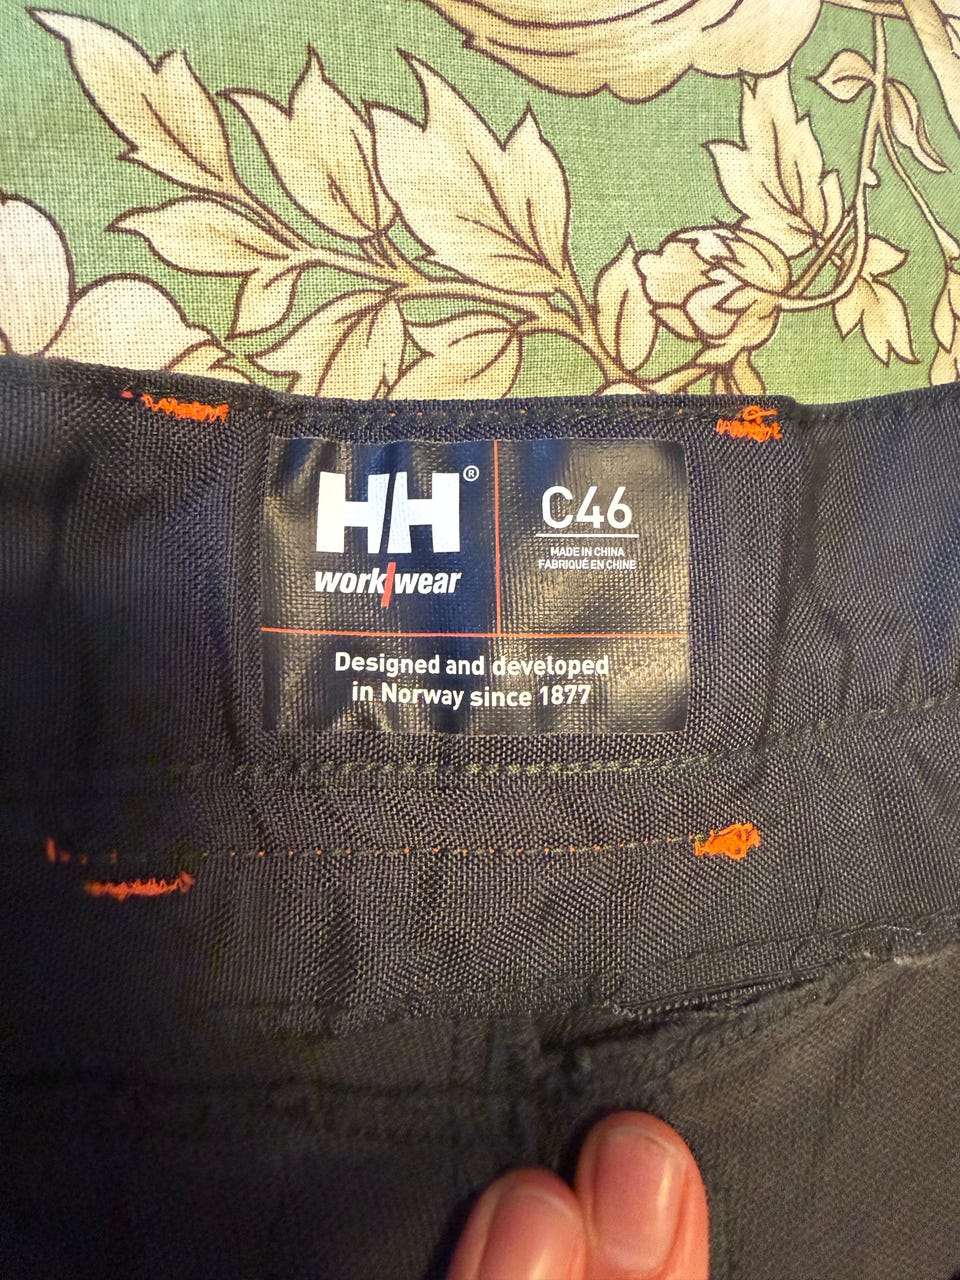 HH®
work/wear
C46
MADE IN CHINA
FABRIQUÉ EN CHINE
Designed and developed
in Norway since 1877